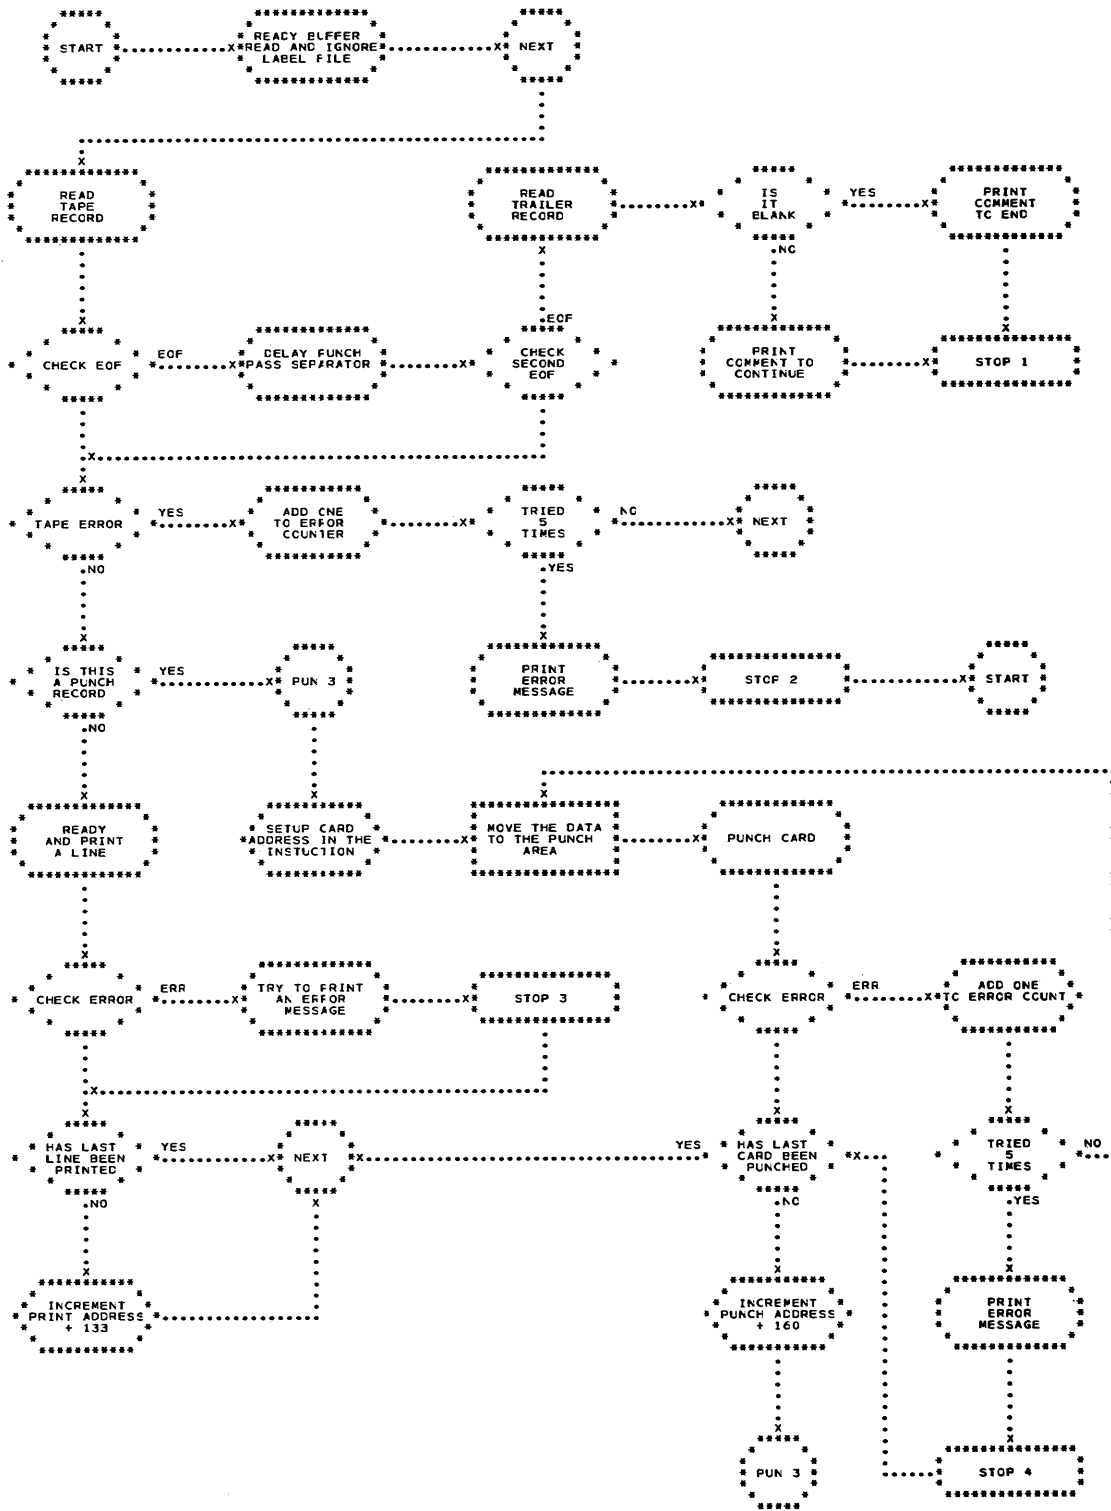 START
READY BUFFER
READ AND IGNORE
LABEL FILE
NEXT
READ
TAPE
RECORD
READ
TRAILER
RECORD
IS
IT
BLANK
YES
PRINT
COMMENT
TO END
NO
CHECK EOF
EOF
DELAY PUNCH
PASS SEPARATOR
EOF
CHECK
SECOND
EOF
PRINT
COMMENT TO
CONTINUE
STOP 1
TAPE ERROR
YES
ADD ONE
TO ERROR
COUNTER
TRIED
5
TIMES
NO
NEXT
NO
YES
IS THIS
A PUNCH
RECORD
YES
PUN 3
PRINT
ERROR
MESSAGE
STOP 2
START
NO
READY
AND PRINT
A LINE
SETUP CARD
ADDRESS IN THE
INSTUCTION
MOVE THE DATA
TO THE PUNCH
AREA
PUNCH CARD
CHECK ERROR
ERR
TRY TO PRINT
AN ERROR
MESSAGE
STOP 3
CHECK ERROR
ERR
ADD ONE
TO ERROR COUNT
HAS LAST
LINE BEEN
PRINTED
YES
NEXT
YES
HAS LAST
CARD BEEN
PUNCHED
TRIED
5
TIMES
NO
NO
NO
YES
INCREMENT
PRINT ADDRESS
+ 133
INCREMENT
PUNCH ADDRESS
+ 160
PRINT
ERROR
MESSAGE
PUN 3
STOP 4